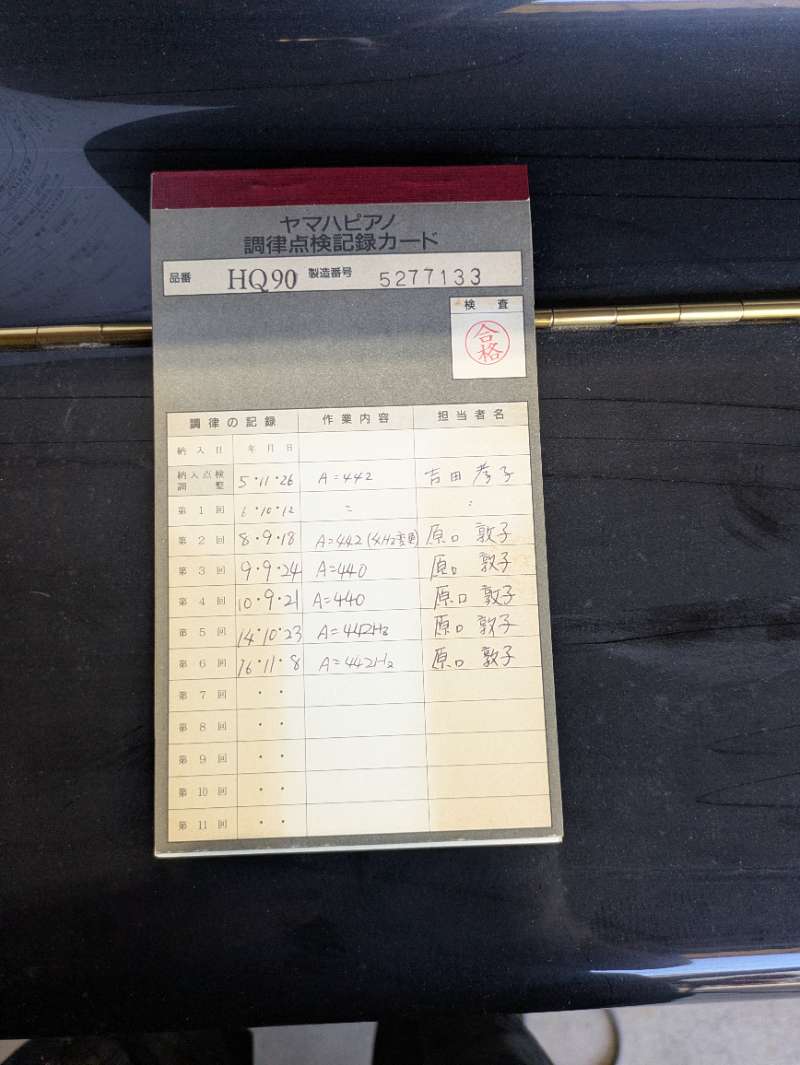 ヤマハピアノ
調律点検記録カード
品番 HQ90 製造番号 5277133
検査
合格
調律の記録 作業内容 担当者名
納入日 年月日
納入点検調整 5・11・26 A=442 吉田
第1回 6・10・12 〃 〃
第2回 8・9・18 A=442 原口 敦子
第3回 9・9・24 A=440 原口 敦子
第4回 10・9・21 A=440 原口 敦子
第5回 14・10・23 A=442Hz 原口 敦子
第6回 16・11・8 A=442Hz 原口 敦子
第7回 ・・
第8回 ・・
第9回 ・・
第10回 ・・
第11回 ・・